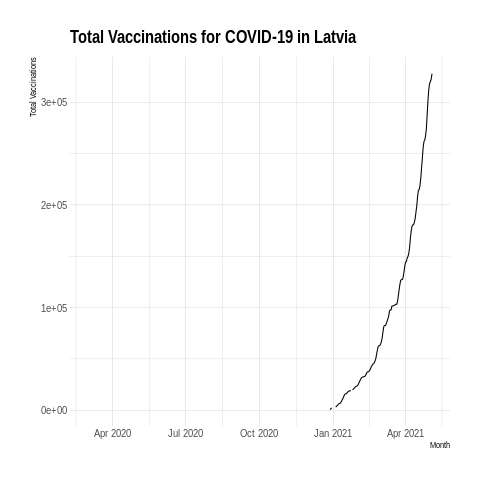 Total Vaccinations for COVID-19 in Latvia
Total Vaccinations
3e+05
2e+05
1e+05
0e+00
Apr 2020 Jul 2020 Oct 2020 Jan 2021 Apr 2021
Month